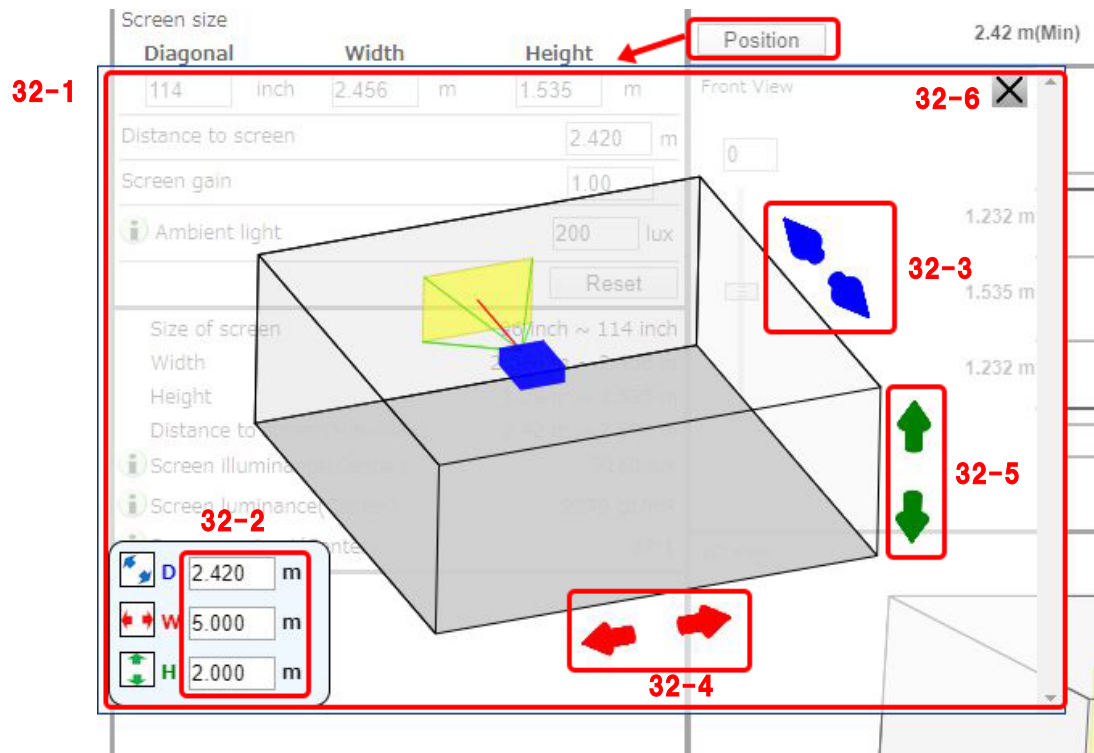 Screen size
Position
2.42 m(Min)
Diagonal Width Height
32-1
114 inch 2.456 m 1.535 m
Front View
32-6
Distance to screen 2.420 m
0
Screen gain 1.00
Ambient light 200 lux
1.232 m
32-3
Reset
1.535 m
Size of screen inch ~ 114 inch
Width
1.232 m
Height
Distance to
Screen illuminance
32-5
Screen luminance(
32-2
D 2.420 m
W 5.000 m
H 2.000 m
32-4